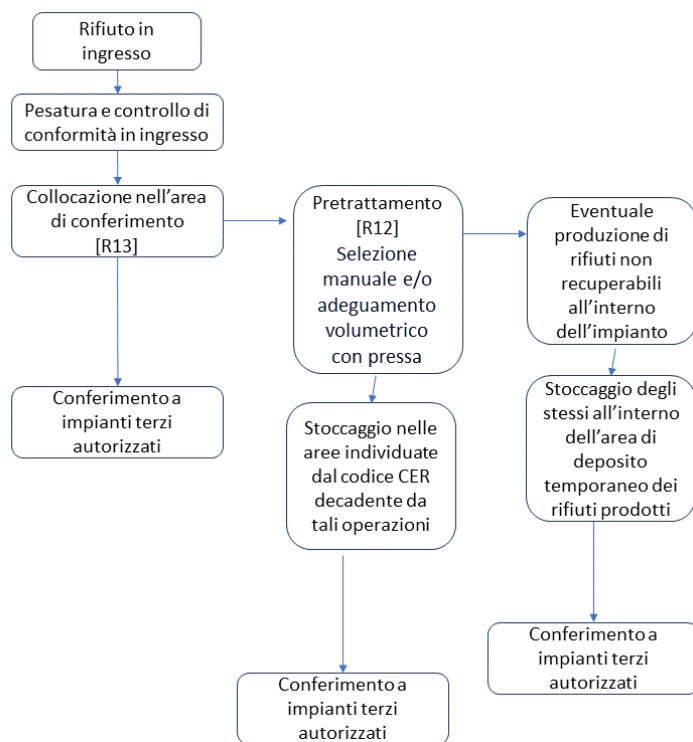 Rifiuto in
ingresso
Pesatura e controllo di
conformità in ingresso
Collocazione nell'area
di conferimento
[R13]
Conferimento a
impianti terzi
autorizzati
Pretrattamento
[R12]
Selezione
manuale e/o
adeguamento
volumetrico
con pressa
Stoccaggio nelle
aree individuate
dal codice CER
decadente da
tali operazioni
Conferimento a
impianti terzi
autorizzati
Eventuale
produzione di
rifiuti non
recuperabili
all'interno
dell'impianto
Stoccaggio degli
stessi all'interno
dell'area di
deposito
temporaneo dei
rifiuti prodotti
Conferimento a
impianti terzi
autorizzati